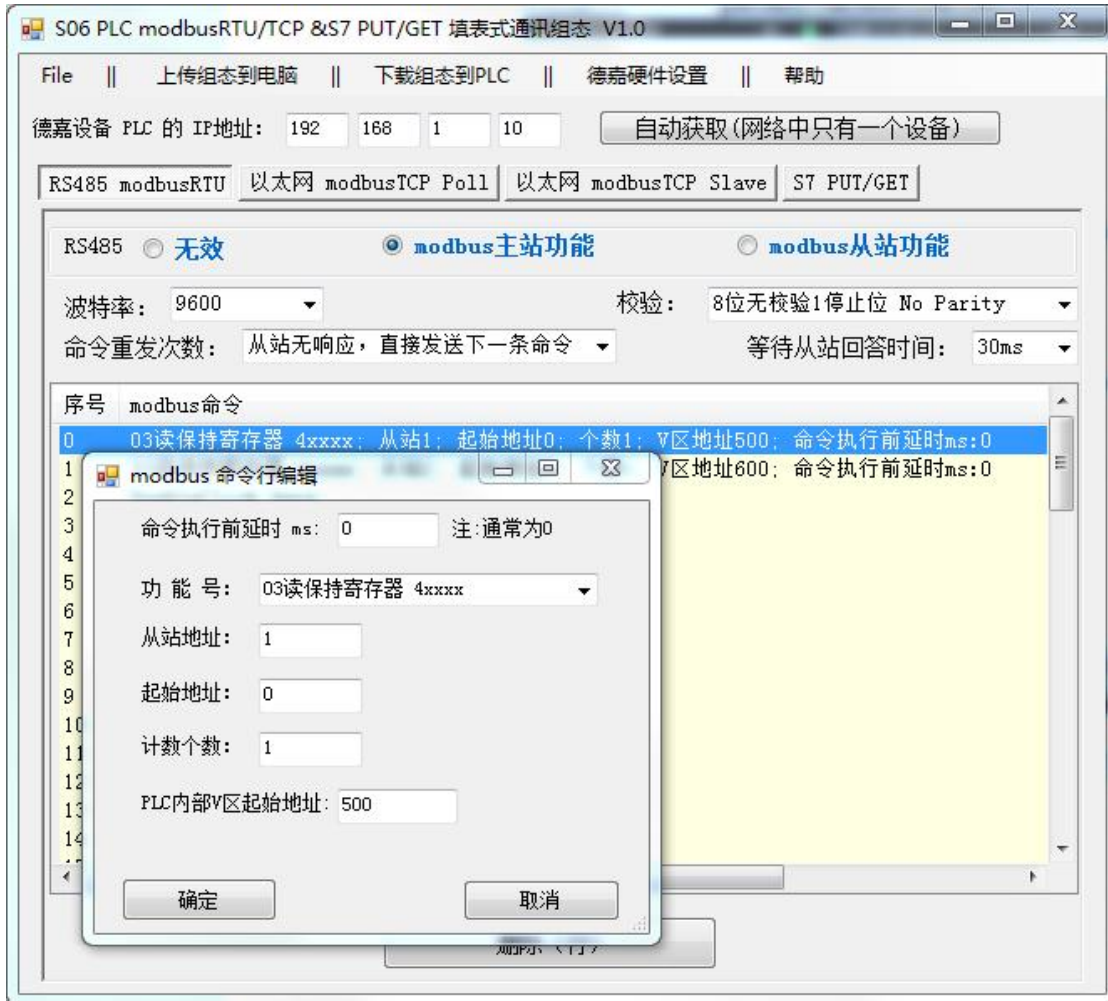 S06 PLC modbusRTU/TCP &S7 PUT/GET 填表式通讯组态 V1.0
File || 上传组态到电脑 || 下载组态到PLC || 德嘉硬件设置 || 帮助
德嘉设备 PLC 的 IP地址: 192 168 1 10 自动获取(网络中只有一个设备)
RS485 modbusRTU 以太网 modbusTCP Poll 以太网 modbusTCP Slave S7 PUT/GET
RS485 无效 modbus主站功能 modbus从站功能
波特率: 9600 校验: 8位无校验1停止位 No Parity
命令重发次数: 从站无响应,直接发送下一条命令 等待从站回答时间: 30ms
序号 modbus命令
0 03读保持寄存器 4xxxx; 从站1; 起始地址0; 个数1; V区地址500; 命令执行前延时ms:0
1 V区地址600; 命令执行前延时ms:0
2
3
4
5
6
7
8
9
10
11
12
13
14
modbus 命令行编辑
命令执行前延时 ms: 0 注:通常为0
功 能 号: 03读保持寄存器 4xxxx
从站地址: 1
起始地址: 0
计数个数: 1
PLC内部V区起始地址: 500
确定 取消